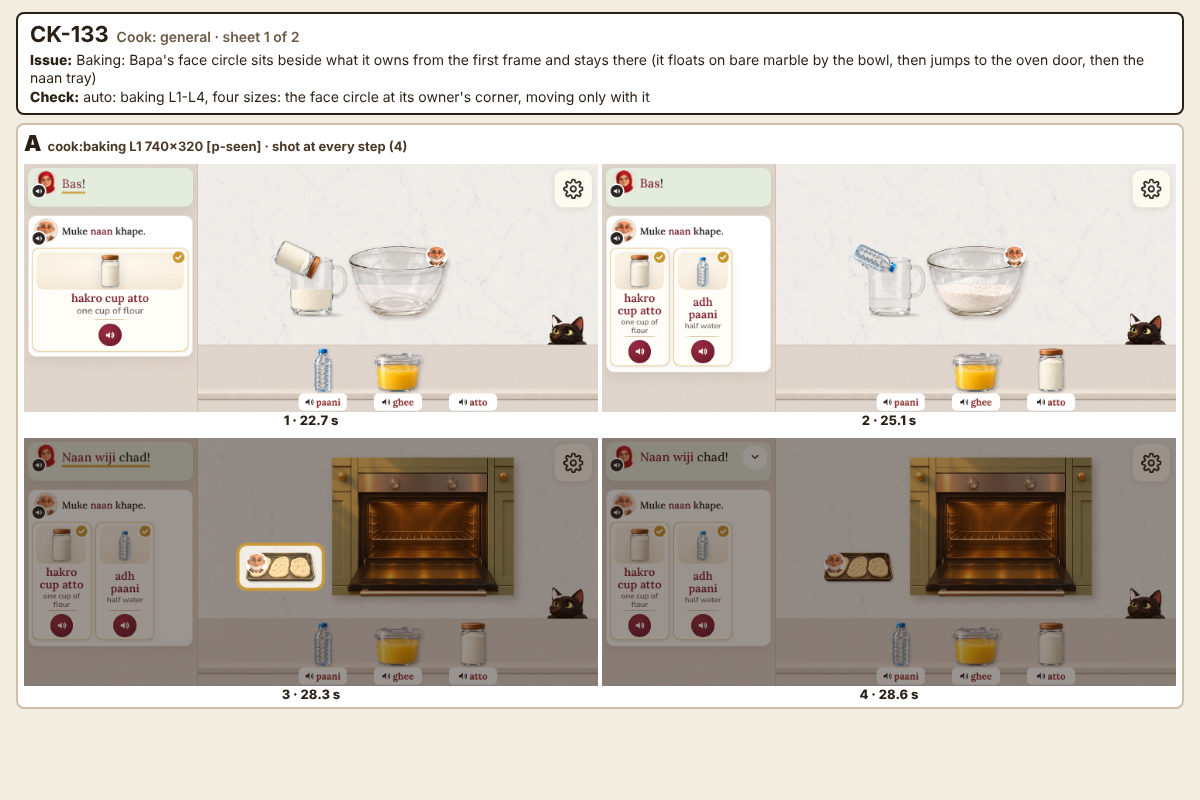 CK-133 Cook: general · sheet 1 of 2
Issue: Baking: Bapa's face circle sits beside what it owns from the first frame and stays there (it floats on bare marble by the bowl, then jumps to the oven door, then the
naan tray)
Check: auto: baking L1-L4, four sizes: the face circle at its owner's corner, moving only with it
A cook:baking L1 740×320 [p-seen] · shot at every step (4)
Bas!
Muke naan khape.
hakro cup atto
one cup of flour
paani
ghee
atto
1 · 22.7 s
Bas!
Muke naan khape.
hakro
cup atto
one cup of
flour
adh
paani
half water
paani
ghee
atto
2 · 25.1 s
Naan wiji chad!
Muke naan khape.
hakro
cup atto
one cup of
flour
adh
paani
half water
paani
ghee
atto
3 · 28.3 s
Naan wiji chad!
Muke naan khape.
hakro
cup atto
one cup of
flour
adh
paani
half water
paani
ghee
atto
4 · 28.6 s